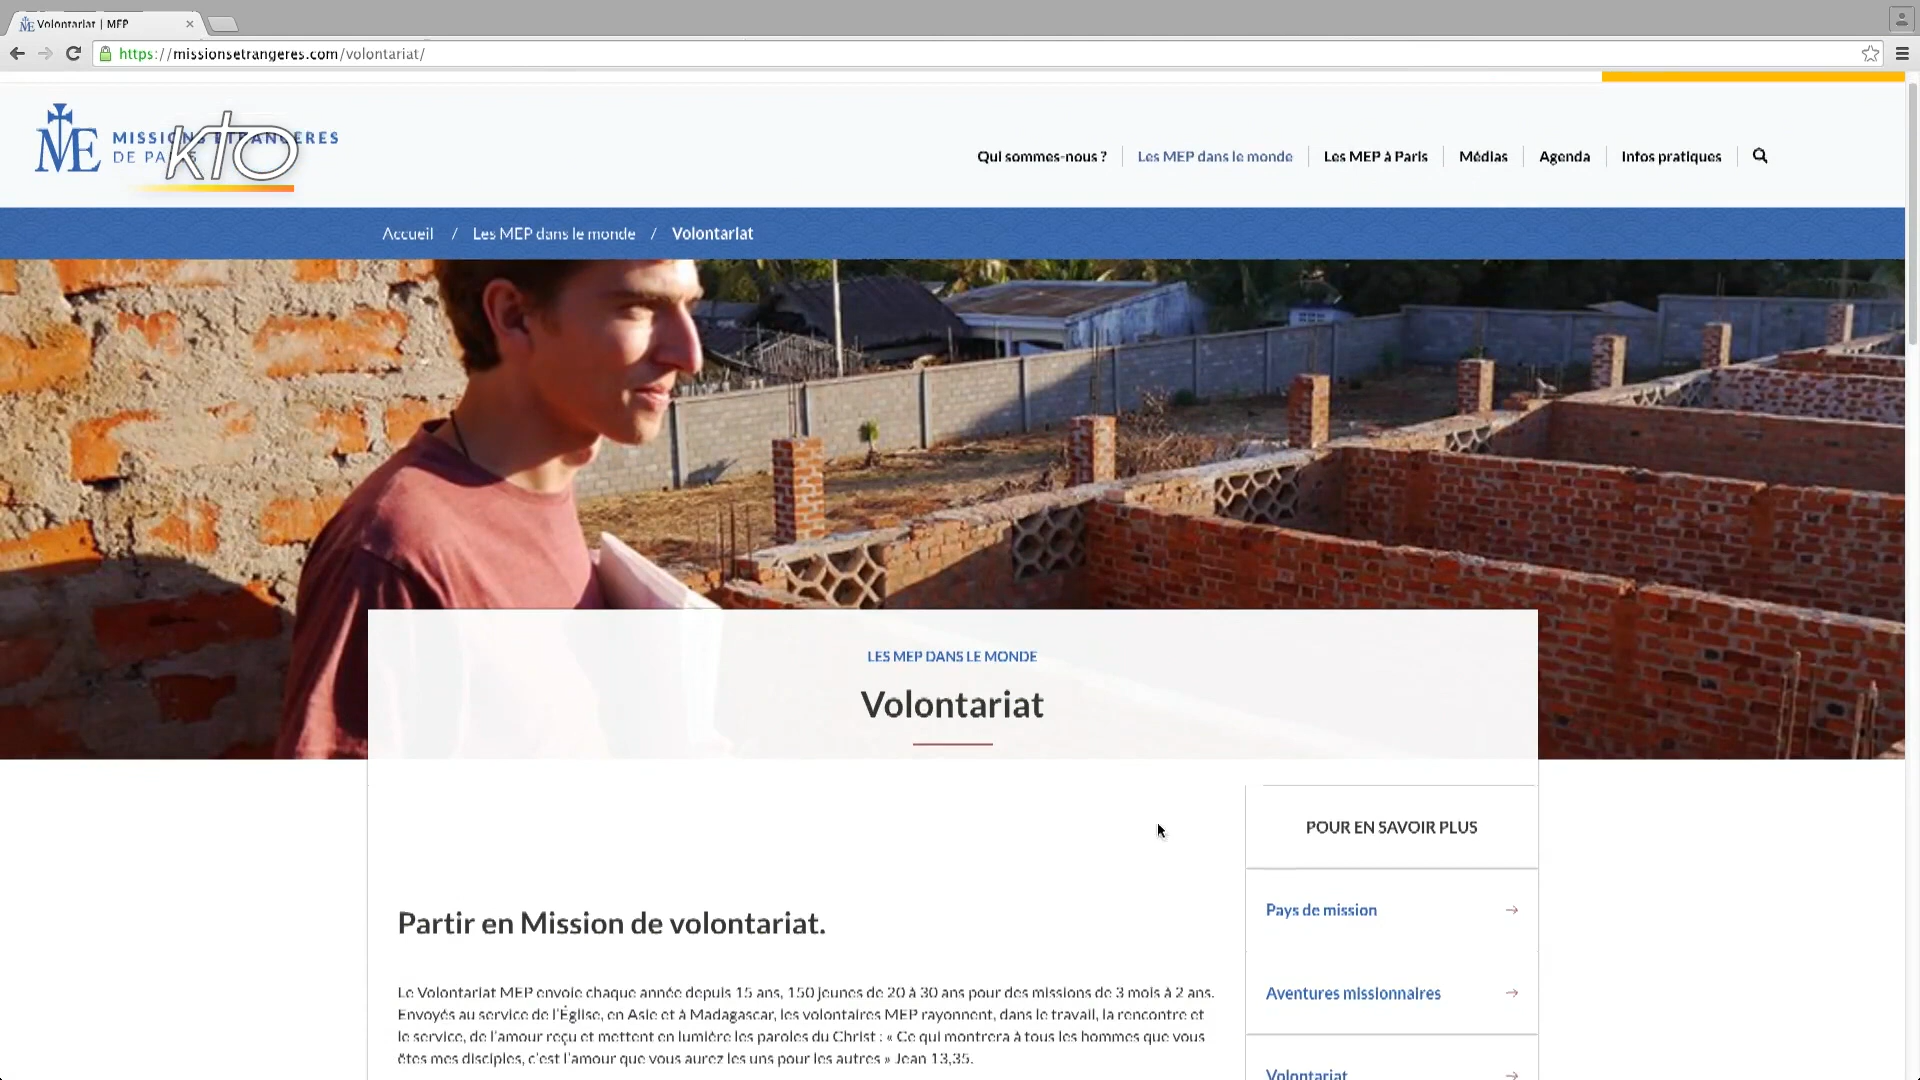 Volontariat | MEP
https://missionsetrangeres.com/volontariat/
ME
MISSIONS ETRANGERES
DE PA
KTO
Qui sommes-nous ?
Les MEP dans le monde
Les MEP à Paris
Médias
Agenda
Infos pratiques
Accueil / Les MEP dans le monde / Volontariat
LES MEP DANS LE MONDE
Volontariat
Partir en Mission de volontariat.
Le Volontariat MEP envoie chaque année depuis 15 ans, 150 jeunes de 20 à 30 ans pour des missions de 3 mois à 2 ans.
Envoyés au service de l'Église, en Asie et à Madagascar, les volontaires MEP rayonnent, dans le travail, la rencontre et
le service, de l'amour reçu et mettent en lumière les paroles du Christ : « Ce qui montrera à tous les hommes que vous
êtes mes disciples, c'est l'amour que vous aurez les uns pour les autres » Jean 13,35.
POUR EN SAVOIR PLUS
Pays de mission
Aventures missionnaires
Volontariat